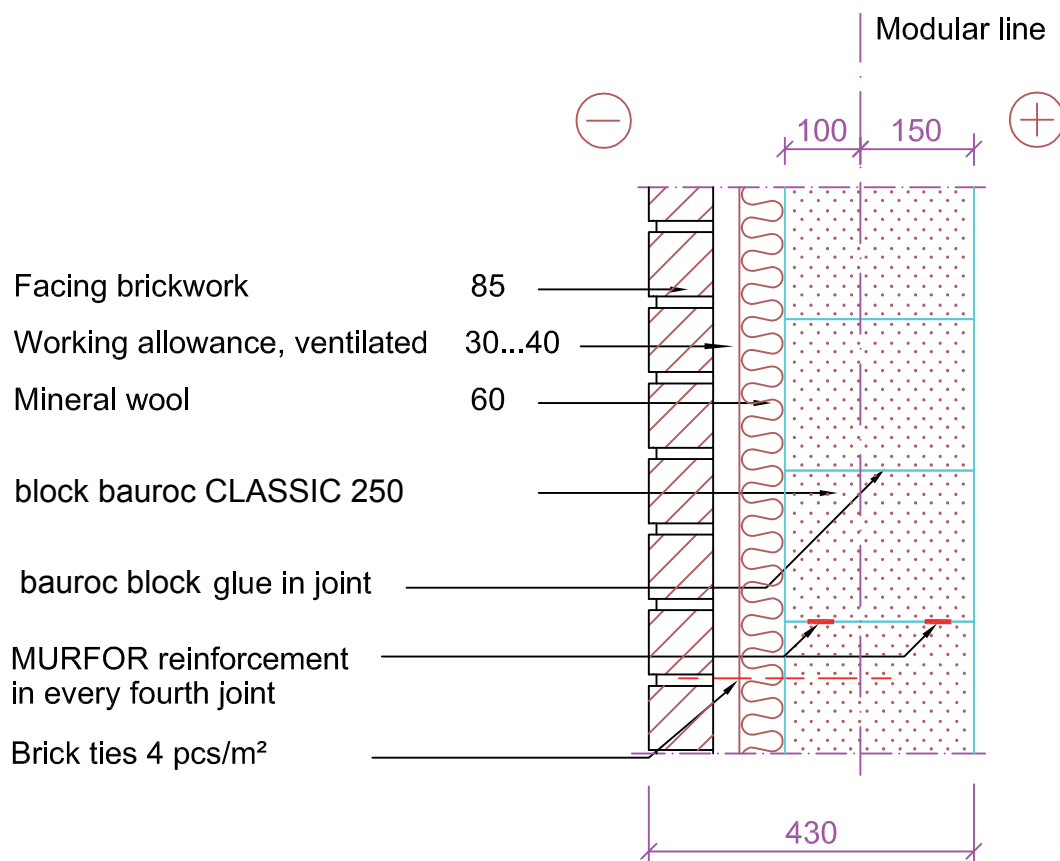 Modular line
100 150
Facing brickwork 85
Working allowance, ventilated 30...40
Mineral wool 60
block bauroc CLASSIC 250
bauroc block glue in joint
MURFOR reinforcement
in every fourth joint
Brick ties 4 pcs/m²
430